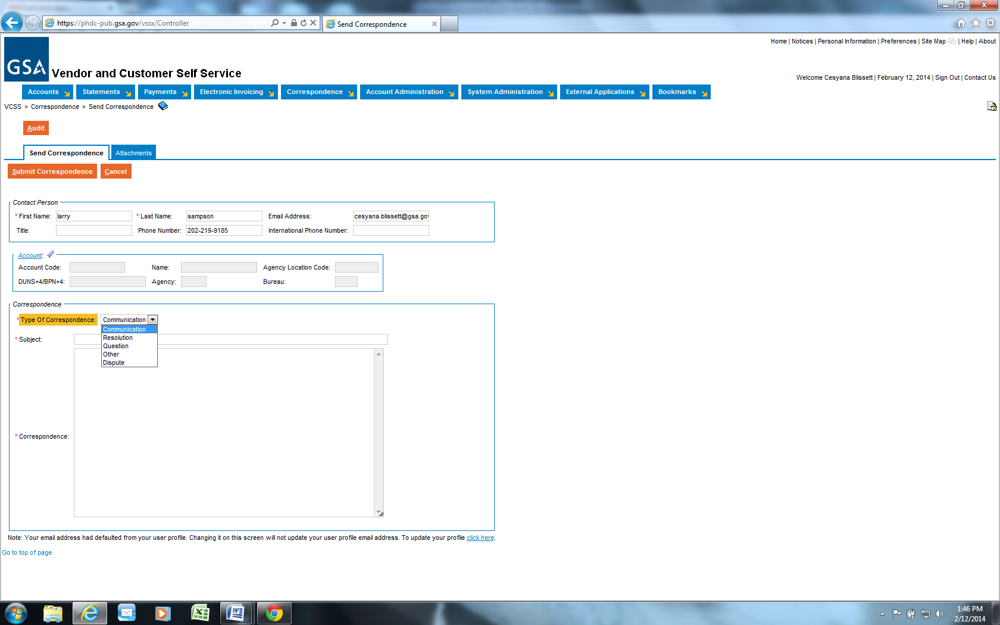 https://phdc-pub.gsa.gov/vssx/Controller
Send Correspondence
Home | Notices | Personal Information | Preferences | Site Map | Help | About
GSA
Vendor and Customer Self Service
Welcome Cesyana Blissett | February 12, 2014 | Sign Out | Contact Us
Accounts Statements Payments Electronic Invoicing Correspondence Account Administration System Administration External Applications Bookmarks
VCSS > Correspondence > Send Correspondence
Audit
Send Correspondence Attachments
Submit Correspondence Cancel
Contact Person
* First Name: larry * Last Name: sampson Email Address: cesyana.blissett@gsa.gov
Title: Phone Number: 202-219-9185 International Phone Number:
Account:
Account Code: Name: Agency Location Code:
DUNS+4/BPN+4: Agency: Bureau:
Correspondence
* Type Of Correspondence: Communication
Communication
* Subject:
Resolution
Question
Other
Dispute
* Correspondence:
Note: Your email address had defaulted from your user profile. Changing it on this screen will not update your user profile email address. To update your profile click here.
Go to top of page
1:46 PM
2/12/2014